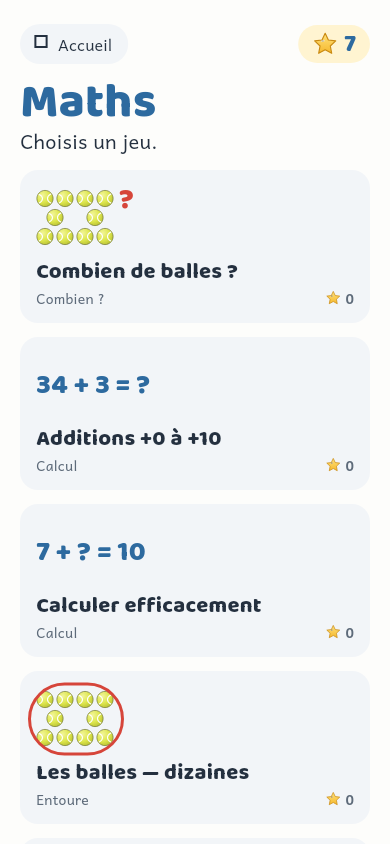 Accueil
7
Maths
Choisis un jeu.
?
Combien de balles ?
Combien ?
0
34 + 3 = ?
Additions +0 à +10
Calcul
0
7 + ? = 10
Calculer efficacement
Calcul
0
Les balles — dizaines
Entoure
0